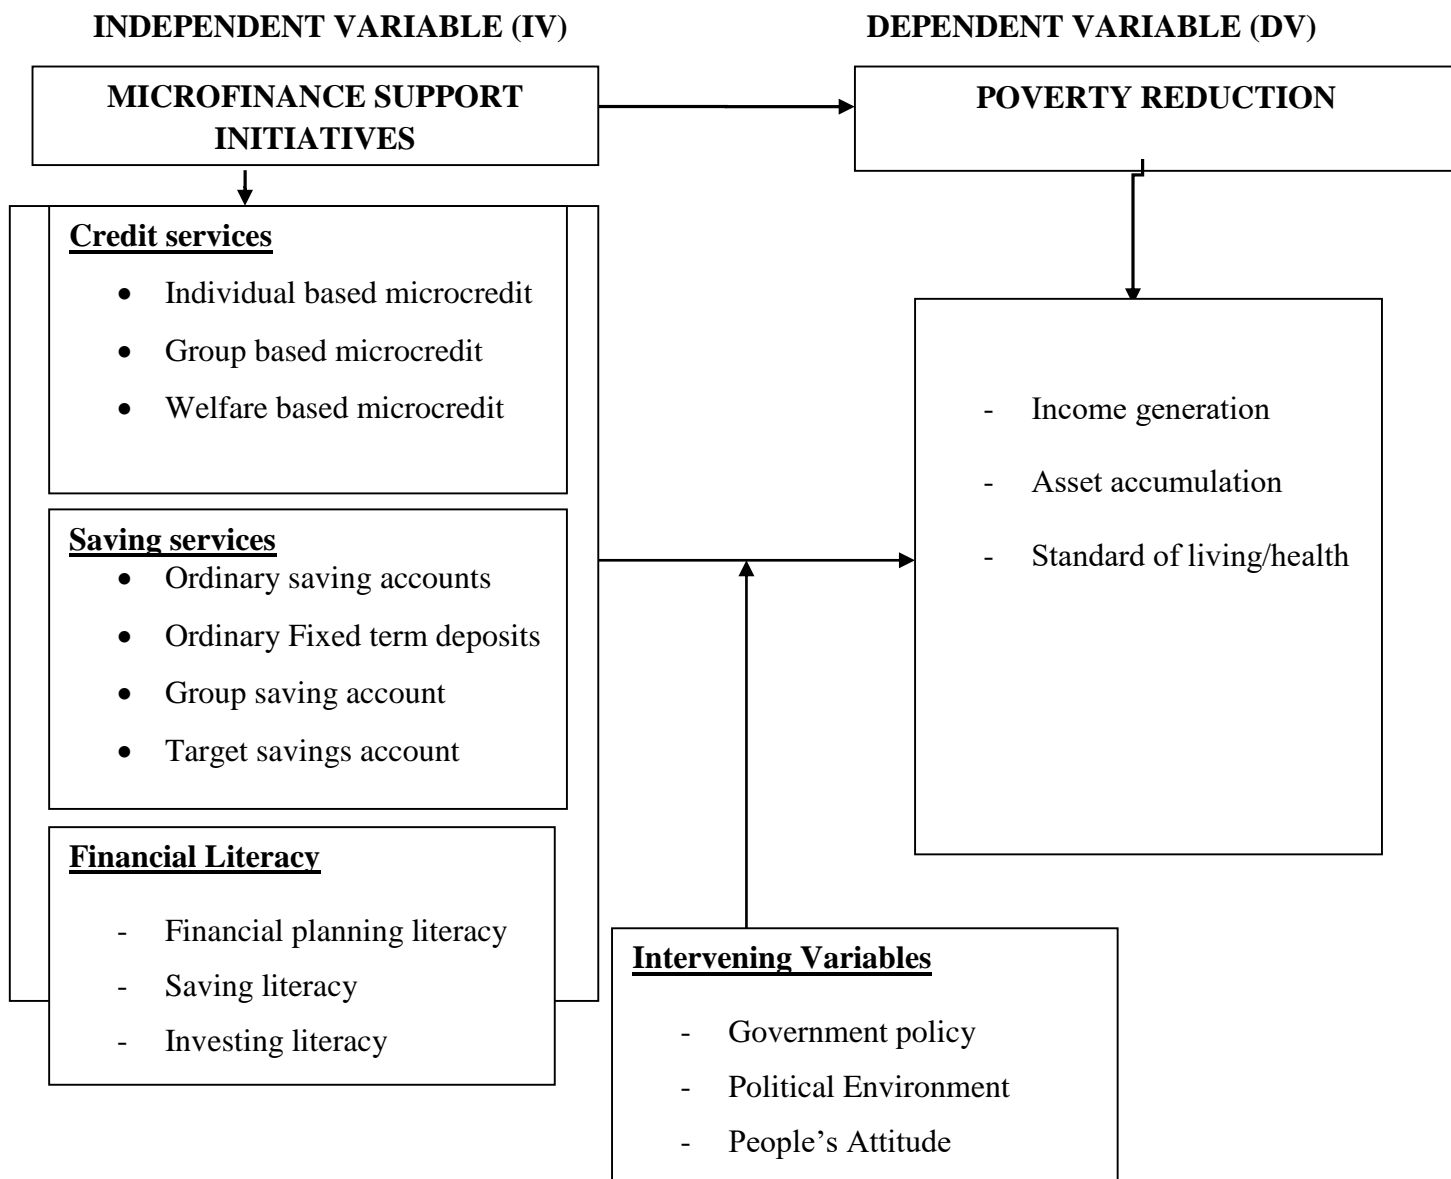 INDEPENDENT VARIABLE (IV)
DEPENDENT VARIABLE (DV)
MICROFINANCE SUPPORT
INITIATIVES
POVERTY REDUCTION
Credit services
• Individual based microcredit
• Group based microcredit
• Welfare based microcredit
Saving services
• Ordinary saving accounts
• Ordinary Fixed term deposits
• Group saving account
• Target savings account
Financial Literacy
- Financial planning literacy
- Saving literacy
- Investing literacy
- Income generation
- Asset accumulation
- Standard of living/health
Intervening Variables
- Government policy
- Political Environment
- People’s Attitude